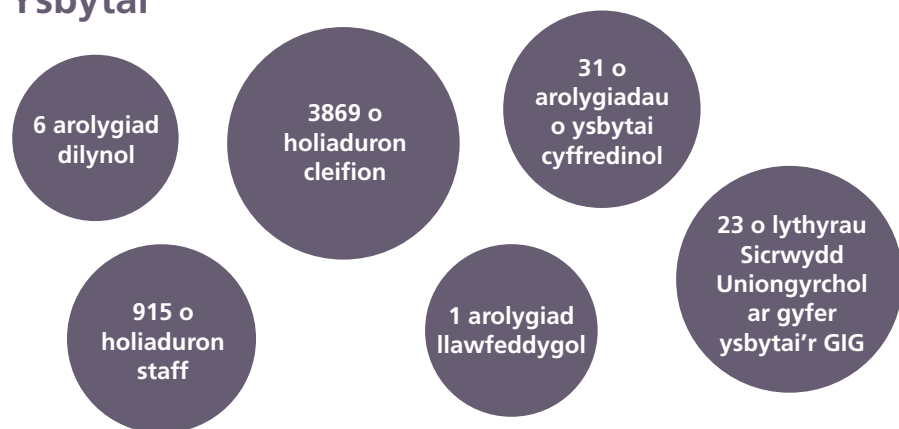 Ysbytai
6 arolygiad
dilynol
3869 o
holiaduron
cleifion
31 o
arolygiadau
o ysbytai
cyffredinol
915 o
holiaduron
staff
1 arolygiad
llawfeddygol
23 o lythyrau
Sicrwydd
Uniongyrchol
ar gyfer
ysbytai’r GIG